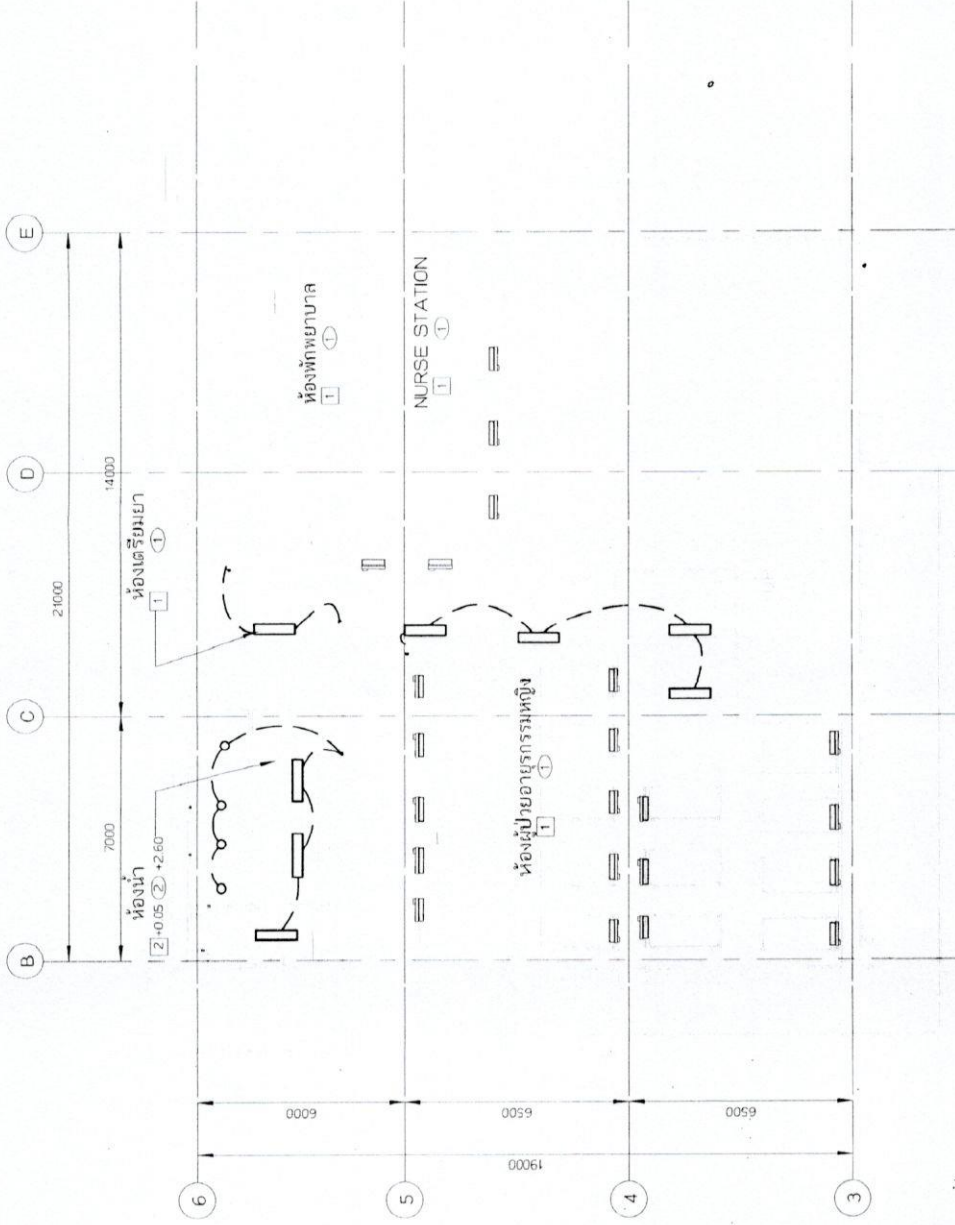 B
C
D
E
21000
7000
14000
ห้องน้ำ
2 +0.05 2 +2.60
ห้องเตรียมยา
1 1
ห้องพักพยาบาล
1 1
NURSE STATION
1 1
ห้องผู้ป่วยอายุรกรรมหญิง
1 1
6
5
4
3
6000
6500
6500
19000